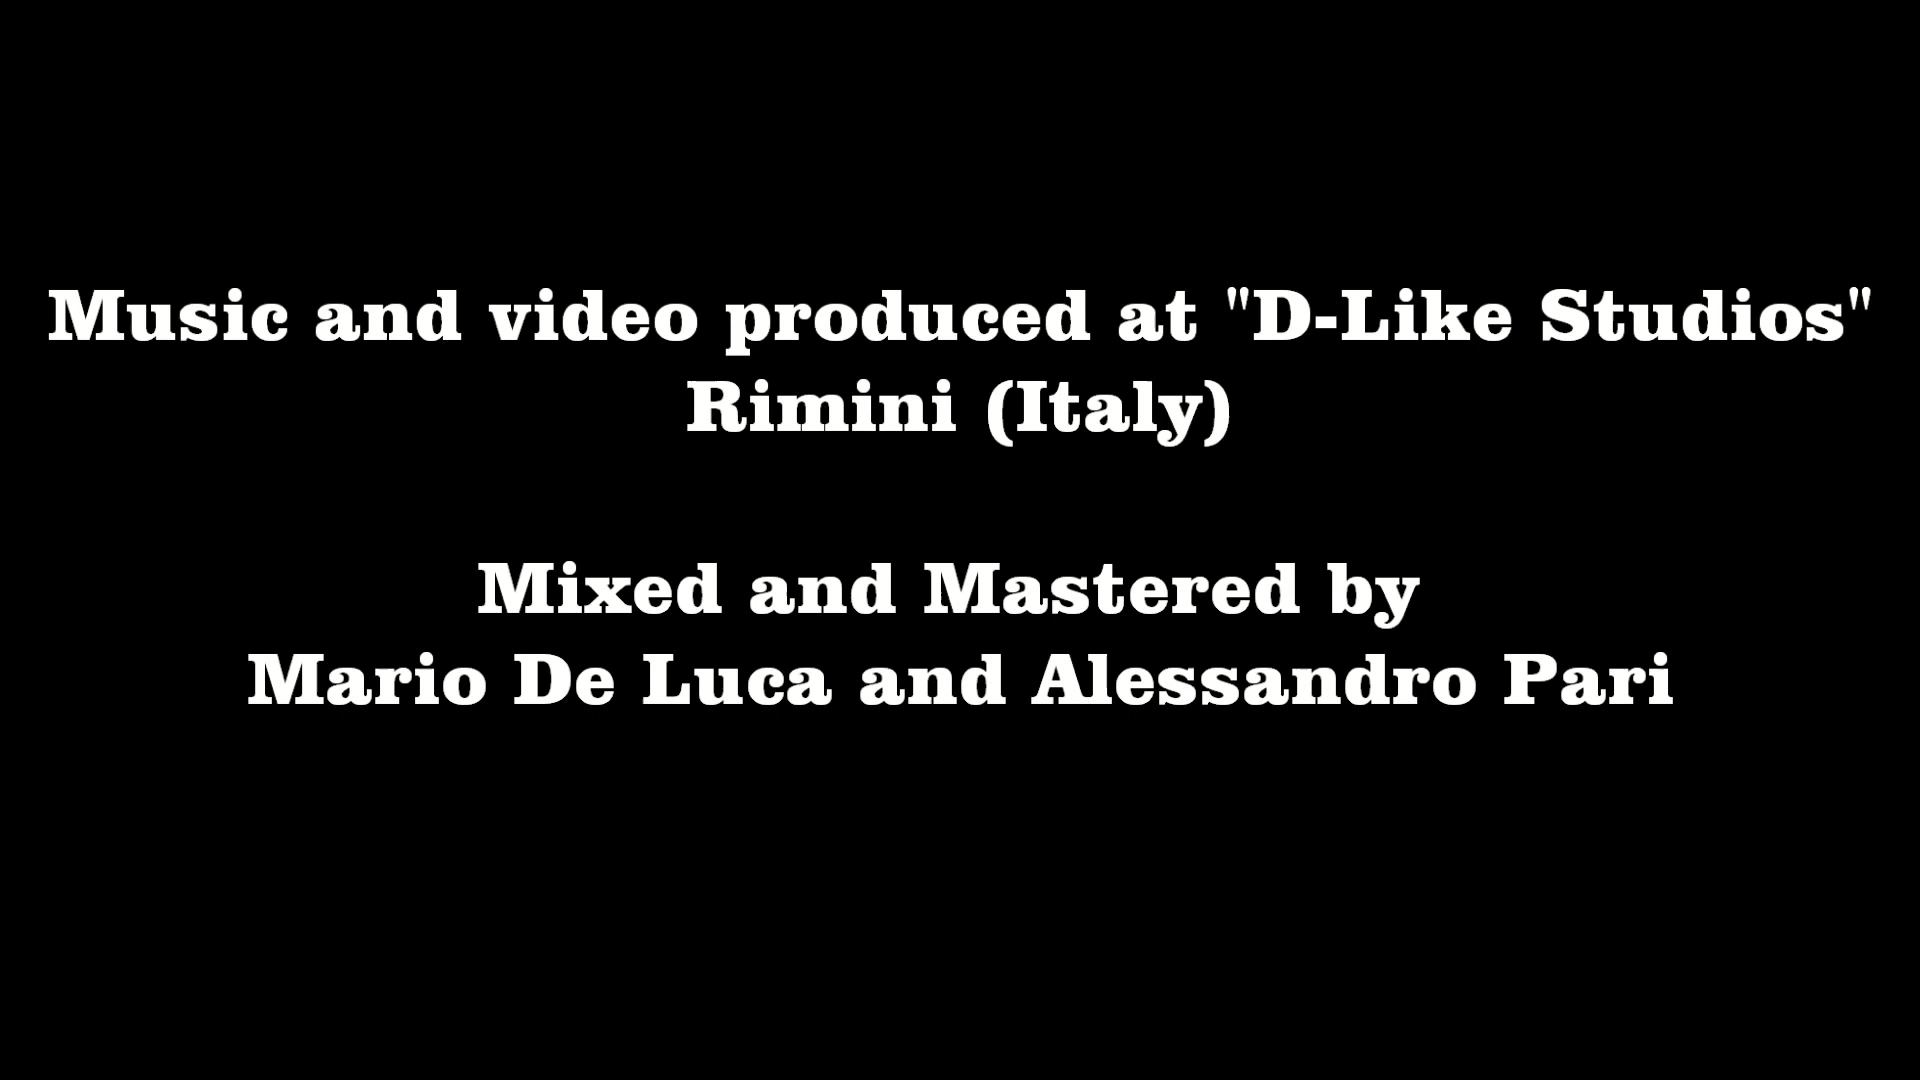 Music and video produced at "D-Like Studios"
Rimini (Italy)
Mixed and Mastered by
Mario De Luca and Alessandro Pari